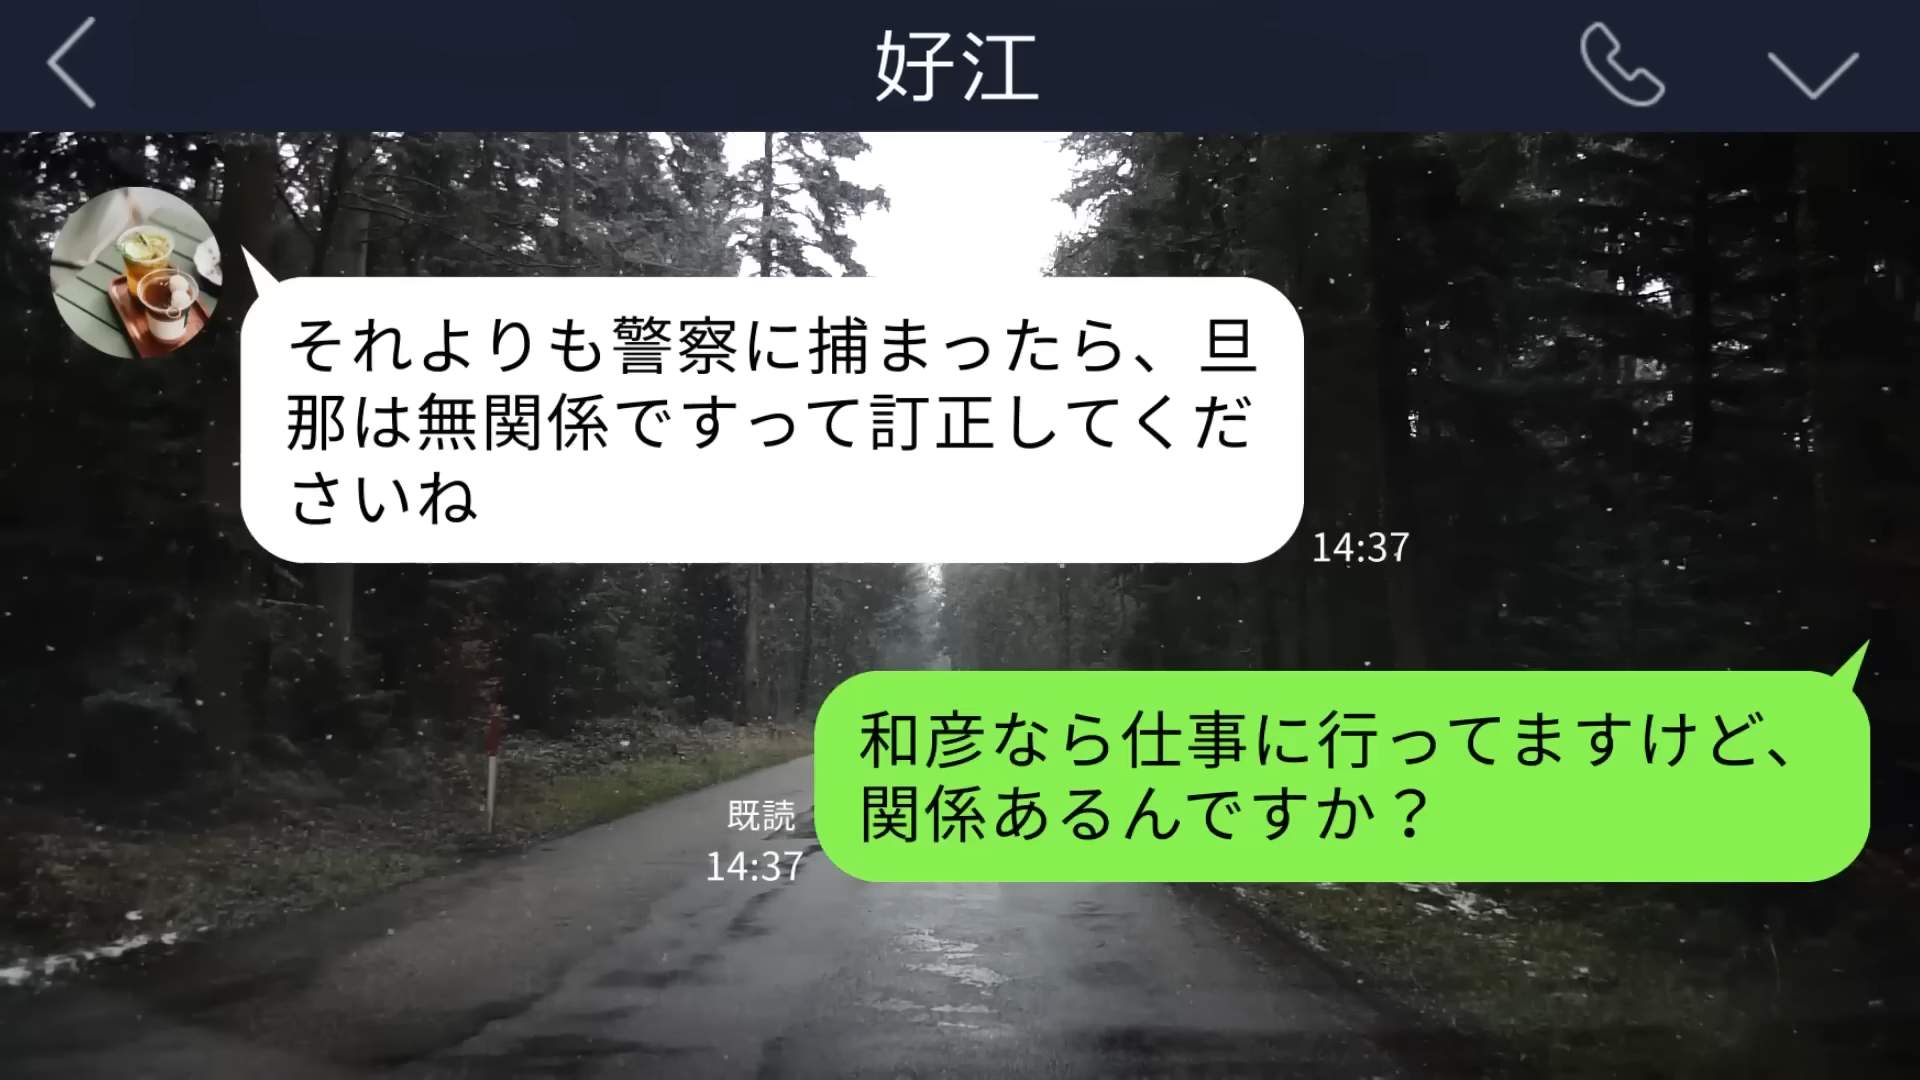 好江
それよりも警察に捕まったら、旦
那は無関係ですって訂正してくだ
さいね
14:37
和彦なら仕事に行ってますけど、
関係あるんですか？
既読
14:37